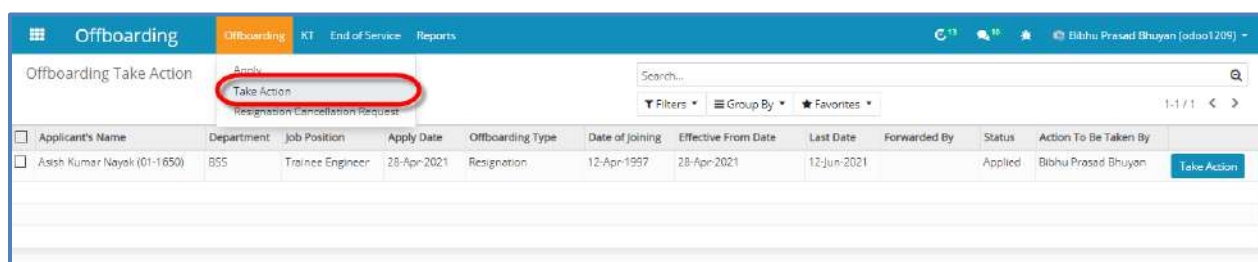 Offboarding Offboarding KT End of Service Reports 13 10 Bibhu Prasad Bhuyan (odoo1209)
Offboarding Take Action
Apply
Take Action
Resignation Cancellation Request
Search...
Filters Group By Favorites 1-1 / 1
Applicant's Name Department Job Position Apply Date Offboarding Type Date of Joining Effective From Date Last Date Forwarded By Status Action To Be Taken By
Asish Kumar Nayak (01-1650) BSS Trainee Engineer 28-Apr-2021 Resignation 12-Apr-1997 28-Apr-2021 12-Jun-2021 Applied Bibhu Prasad Bhuyan Take Action